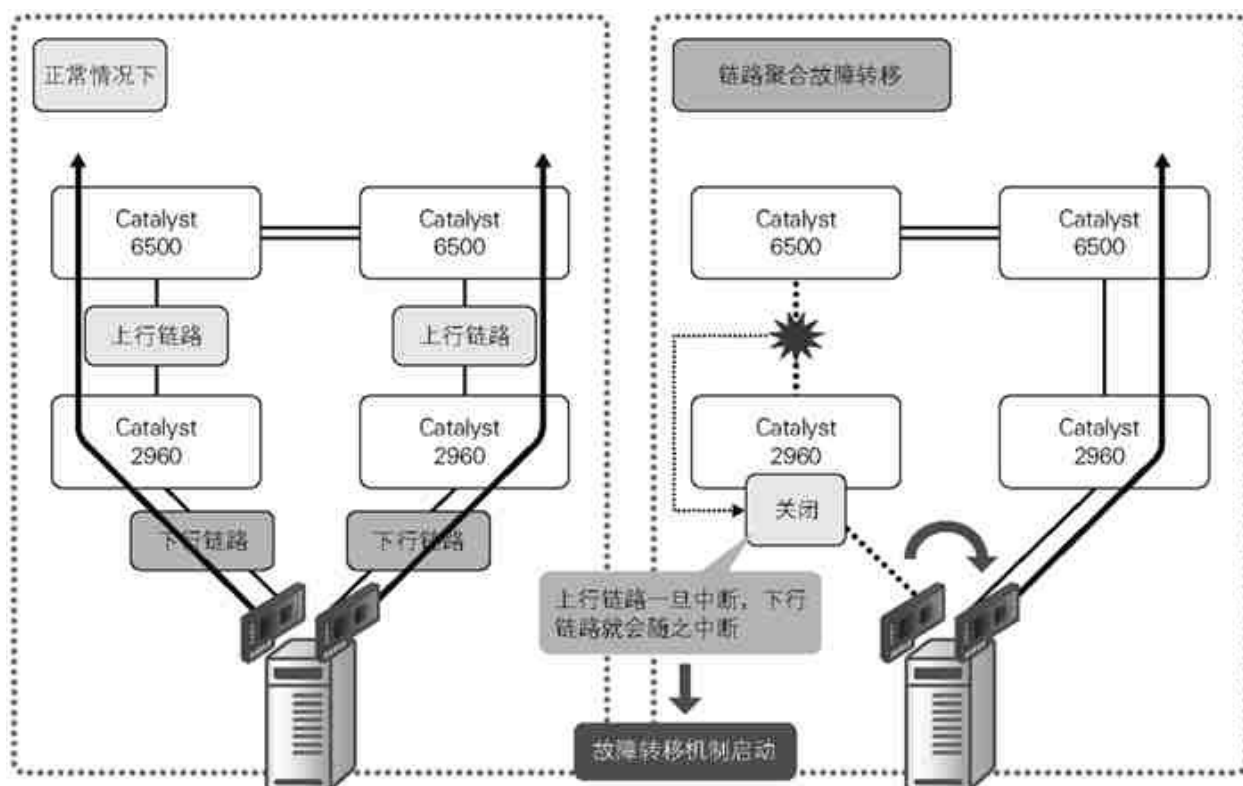 正常情况下
Catalyst
6500
Catalyst
6500
上行链路
上行链路
Catalyst
2960
Catalyst
2960
下行链路
下行链路
链路聚合故障转移
Catalyst
6500
Catalyst
6500
Catalyst
2960
Catalyst
2960
关闭
上行链路一旦中断，下行
链路就会随之中断
故障转移机制启动